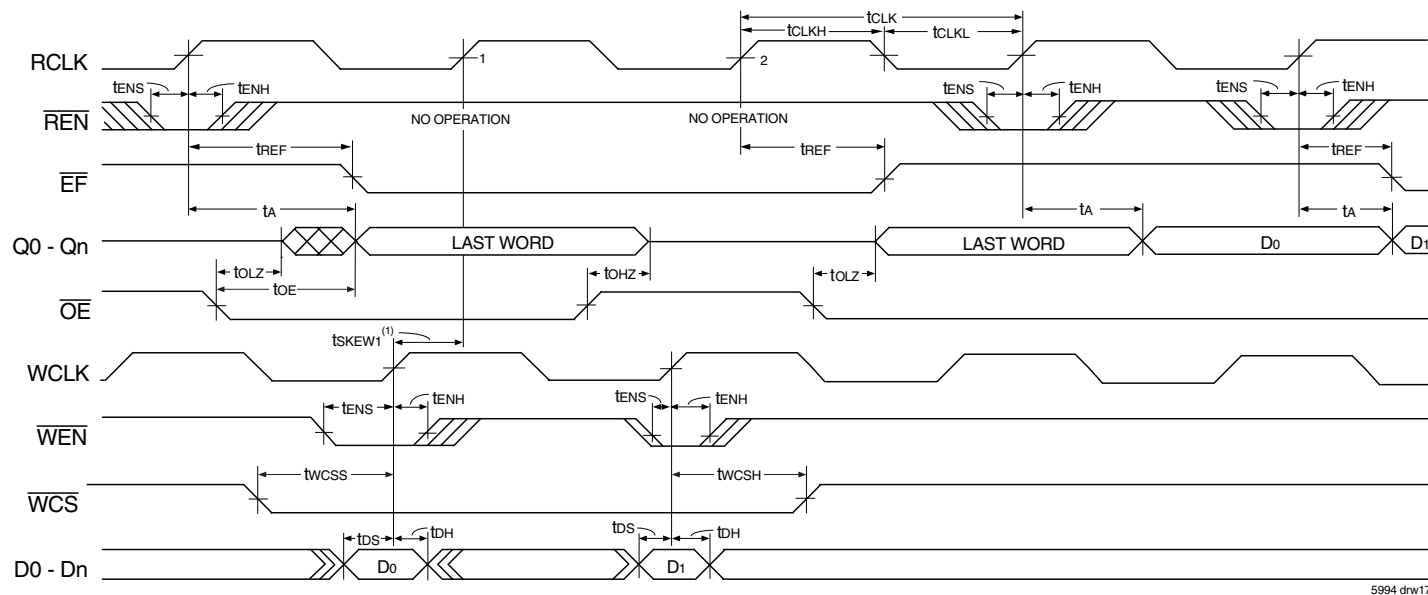 tCLK
tCLKH tCLKL
RCLK 1 2
tENS tENH tENS tENH tENS tENH
REN NO OPERATION NO OPERATION
tREF tREF tREF
EF
tA tA tA
Q0 - Qn LAST WORD LAST WORD D0 D1
tOLZ tOHZ tOLZ
tOE
OE
tSKEW1(1)
WCLK
tENS tENH tENS tENH
WEN
tWCSS tWCSH
WCS
tDS tDH tDS tDH
D0 - Dn D0 D1
5994 drw17